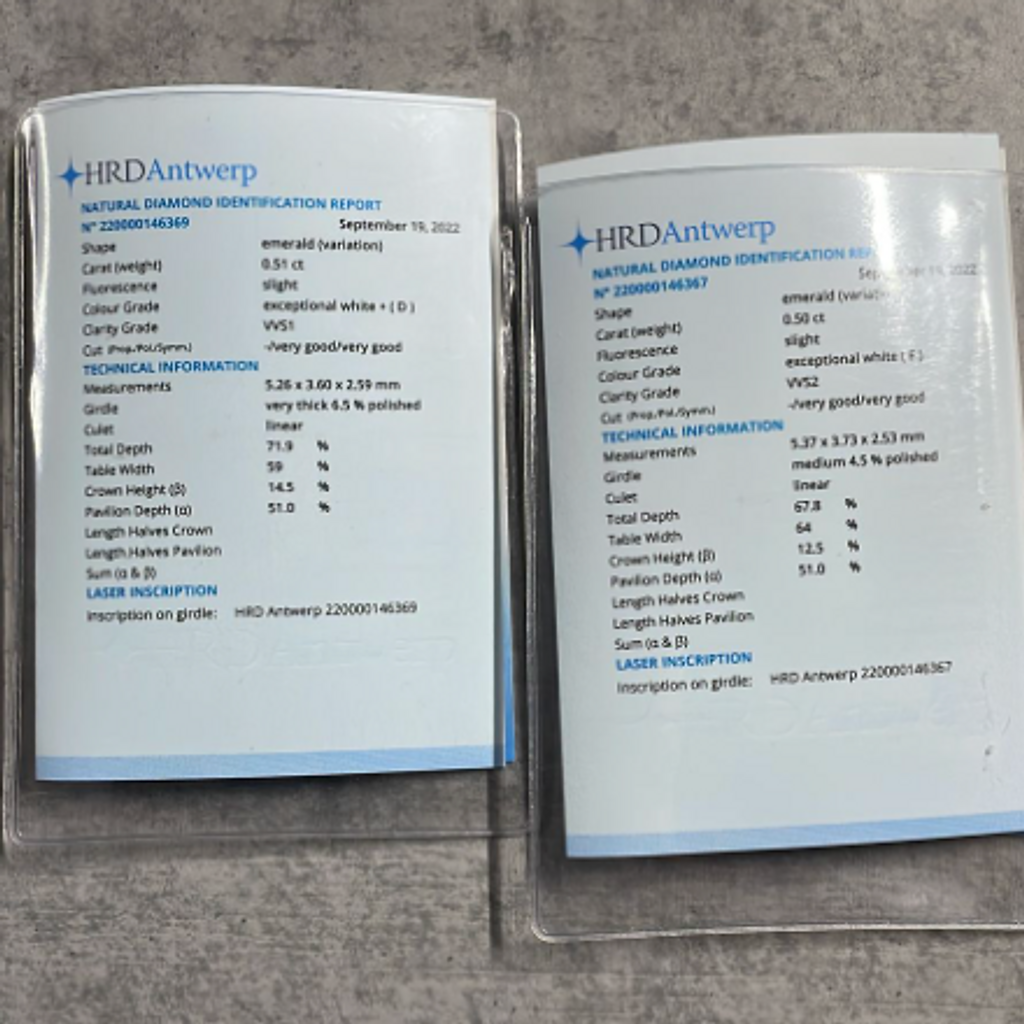 HRDAntwerp
NATURAL DIAMOND IDENTIFICATION REPORT
N° 220000146369 September 19, 2022
Shape emerald (variation)
Carat (weight) 0.51 ct
Fluorescence slight
Colour Grade exceptional white + ( D )
Clarity Grade VVS1
Cut (Prop./Pol./Symm.) -/very good/very good
TECHNICAL INFORMATION
Measurements 5.26 x 3.60 x 2.59 mm
Girdle very thick 6.5 % polished
Culet linear
Total Depth 71.9 %
Table Width 59 %
Crown Height (β) 14.5 %
Pavilion Depth (α) 51.0 %
Length Halves Crown
Length Halves Pavilion
Sum (α & β)
LASER INSCRIPTION
Inscription on girdle: HRD Antwerp 220000146369
HRDAntwerp
NATURAL DIAMOND IDENTIFICATION
N° 220000146367 2022
Shape emerald
Carat (weight) 0.50 ct
Fluorescence slight
Colour Grade exceptional white
Clarity Grade VVS2
Cut (Prop./Pol./Symm.) -/very good/very good
TECHNICAL INFORMATION
Measurements 5.37 x 3.73 x 2.53 mm
Girdle medium 4.5 % polished
Culet linear
Total Depth 67.8 %
Table Width 64 %
Crown Height (β) 12.5 %
Pavilion Depth (α) 51.0 %
Length Halves Crown
Length Halves Pavilion
Sum (α & β)
LASER INSCRIPTION
Inscription on girdle: HRD Antwerp 220000146367